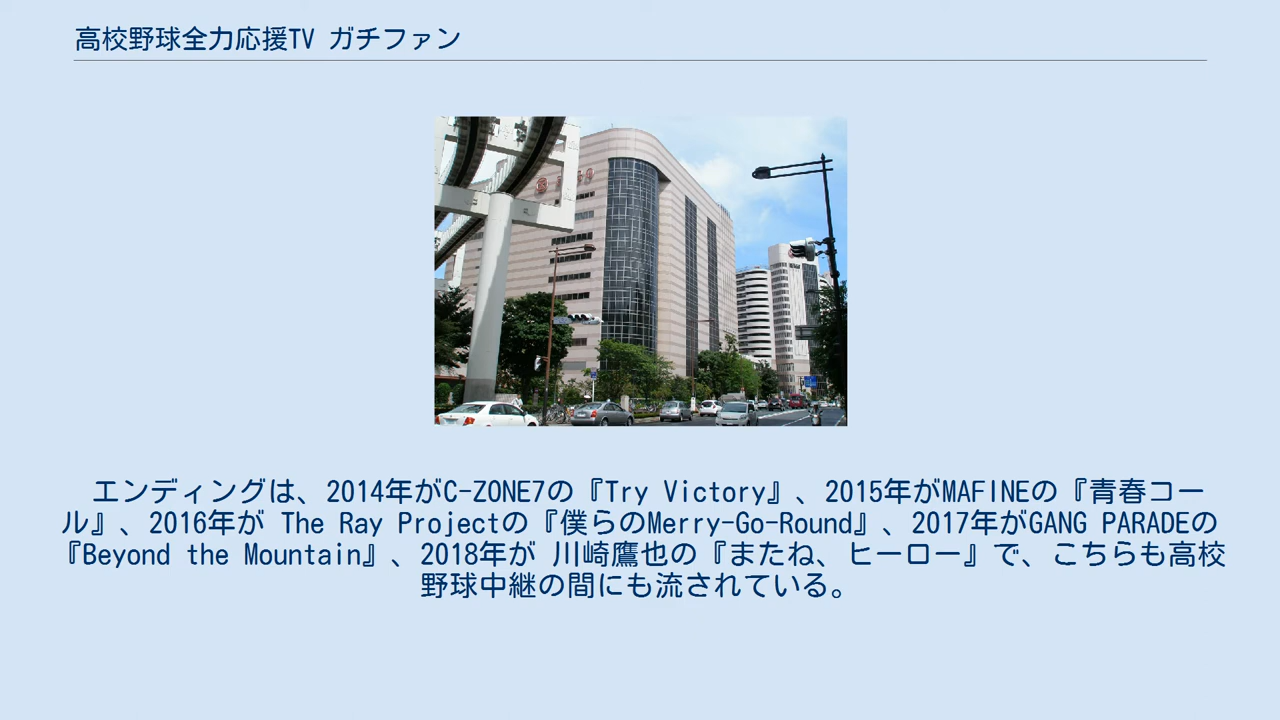 高校野球全力応援TV ガチファン
エンディングは、2014年がC-ZONE7の『Try Victory』、2015年がMAFINEの『青春コー
ル』、2016年が The Ray Projectの『僕らのMerry-Go-Round』、2017年がGANG PARADEの
『Beyond the Mountain』、2018年が 川崎鷹也の『またね、ヒーロー』で、こちらも高校
野球中継の間にも流されている。